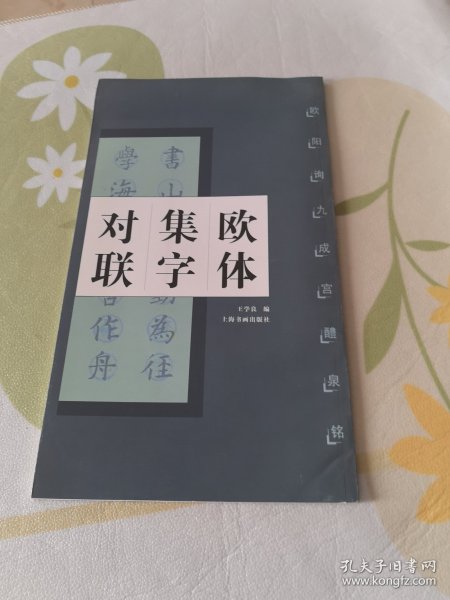 欧体
集字
对联
欧阳询九成宫醴泉铭
书山
勤为径
学海
作舟
王学良 编
上海书画出版社
孔夫子旧书网
www.kongfz.com